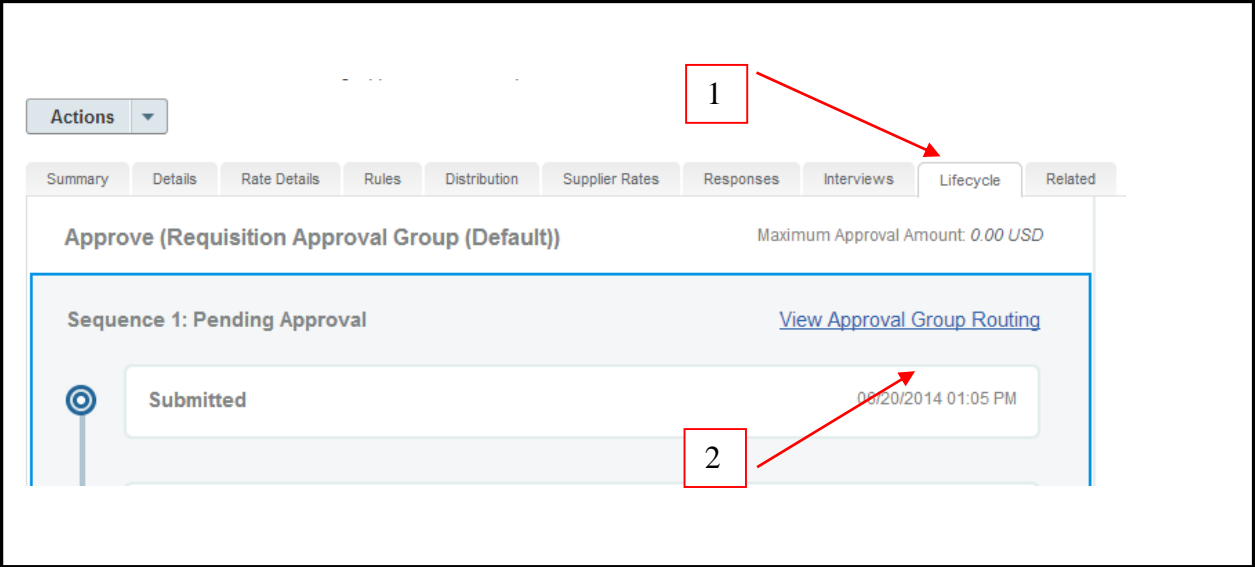 1
Actions
Summary Details Rate Details Rules Distribution Supplier Rates Responses Interviews Lifecycle Related
Approve (Requisition Approval Group (Default)) Maximum Approval Amount: 0.00 USD
Sequence 1: Pending Approval View Approval Group Routing
Submitted 06/20/2014 01:05 PM
2